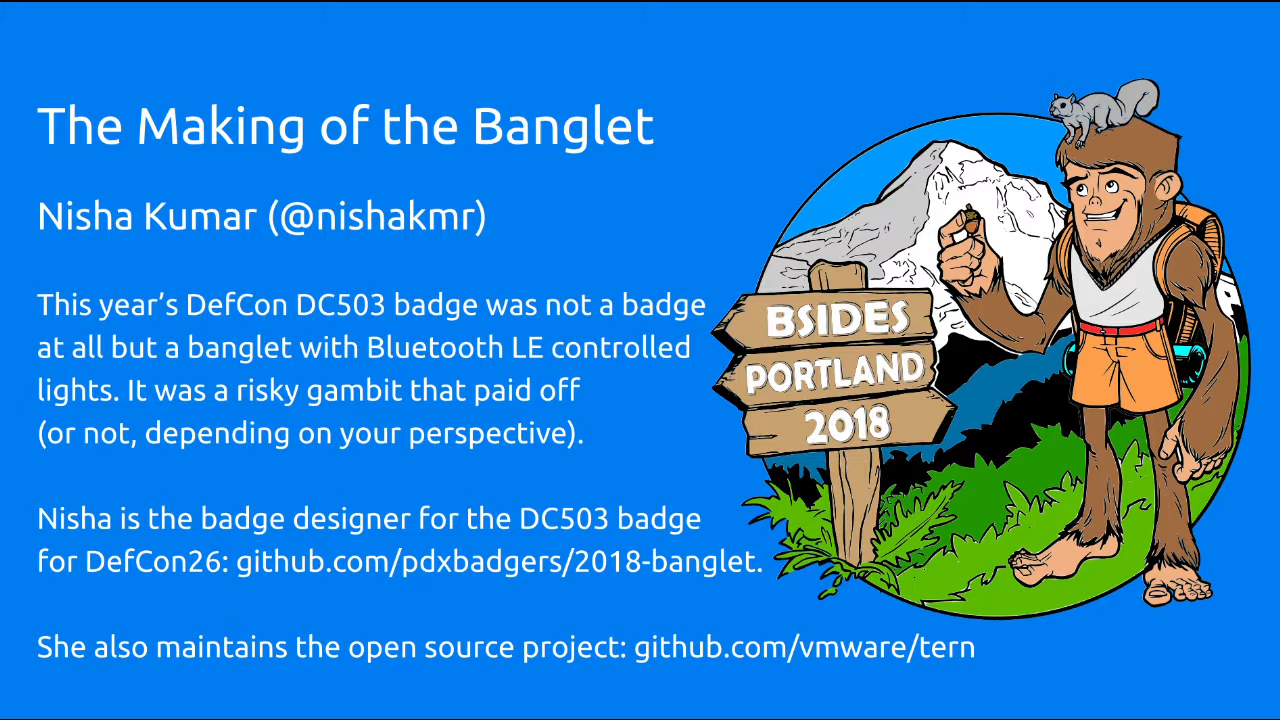 The Making of the Banglet
Nisha Kumar (@nishakmr)
This year’s DefCon DC503 badge was not a badge
at all but a banglet with Bluetooth LE controlled
lights. It was a risky gambit that paid off
(or not, depending on your perspective).
Nisha is the badge designer for the DC503 badge
for DefCon26: github.com/pdxbadgers/2018-banglet.
She also maintains the open source project: github.com/vmware/tern
BSIDES
PORTLAND
2018